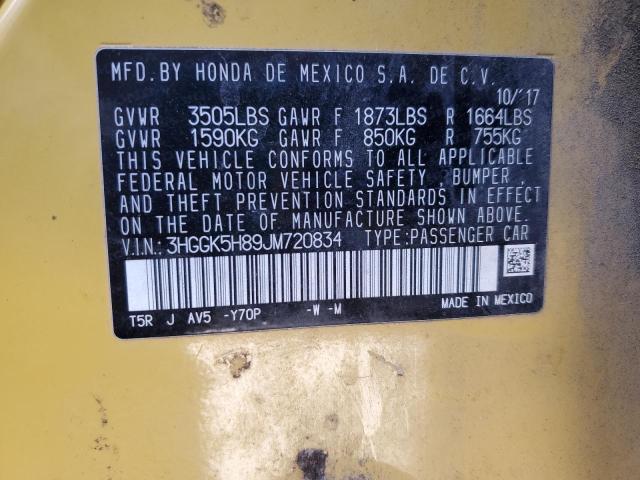 MFD.BY HONDA DE MEXICO S.A. DE C.V.
10/'17
GVWR 3505LBS GAWR F 1873LBS R 1664LBS
GVWR 1590KG GAWR F 850KG R 755KG
THIS VEHICLE CONFORMS TO ALL APPLICABLE
FEDERAL MOTOR VEHICLE SAFETY, BUMPER,
AND THEFT PREVENTION STANDARDS IN EFFECT
ON THE DATE OF MANUFACTURE SHOWN ABOVE.
V.I.N.: 3HGGK5H89JM720834 TYPE:PASSENGER CAR
T5R J AV5 -Y70P -W -M MADE IN MEXICO